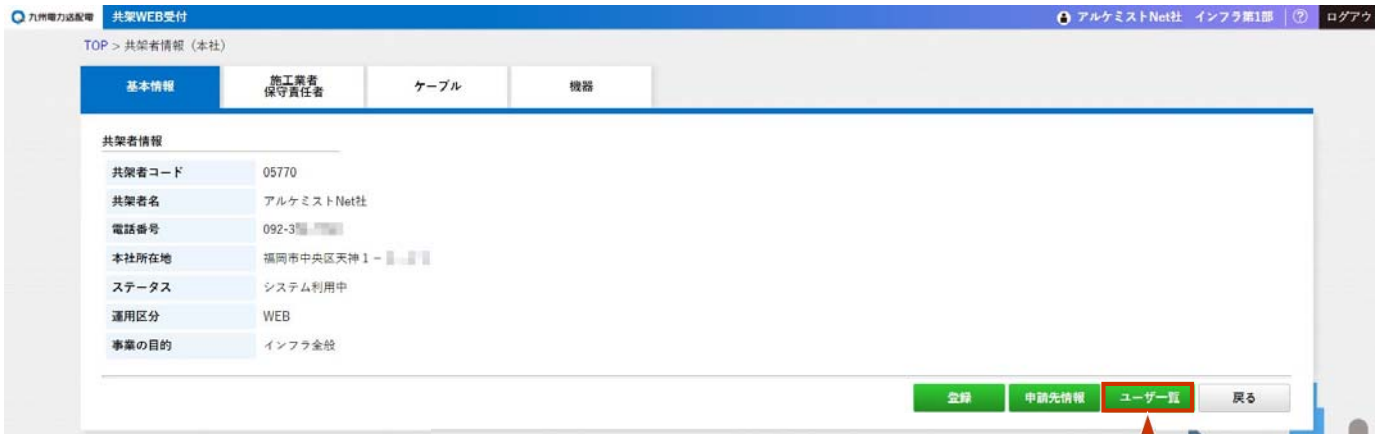 九州電力送配電 共架WEB受付 アルケミストNet社 インフラ第1部 ? ログアウ
TOP > 共架者情報（本社）
基本情報 施工業者 保守責任者 ケーブル 機器
共架者情報
共架者コード 05770
共架者名 アルケミストNet社
電話番号 092-3
本社所在地 福岡市中央区天神１－
ステータス システム利用中
運用区分 WEB
事業の目的 インフラ全般
登録 申請先情報 ユーザ一覧 戻る